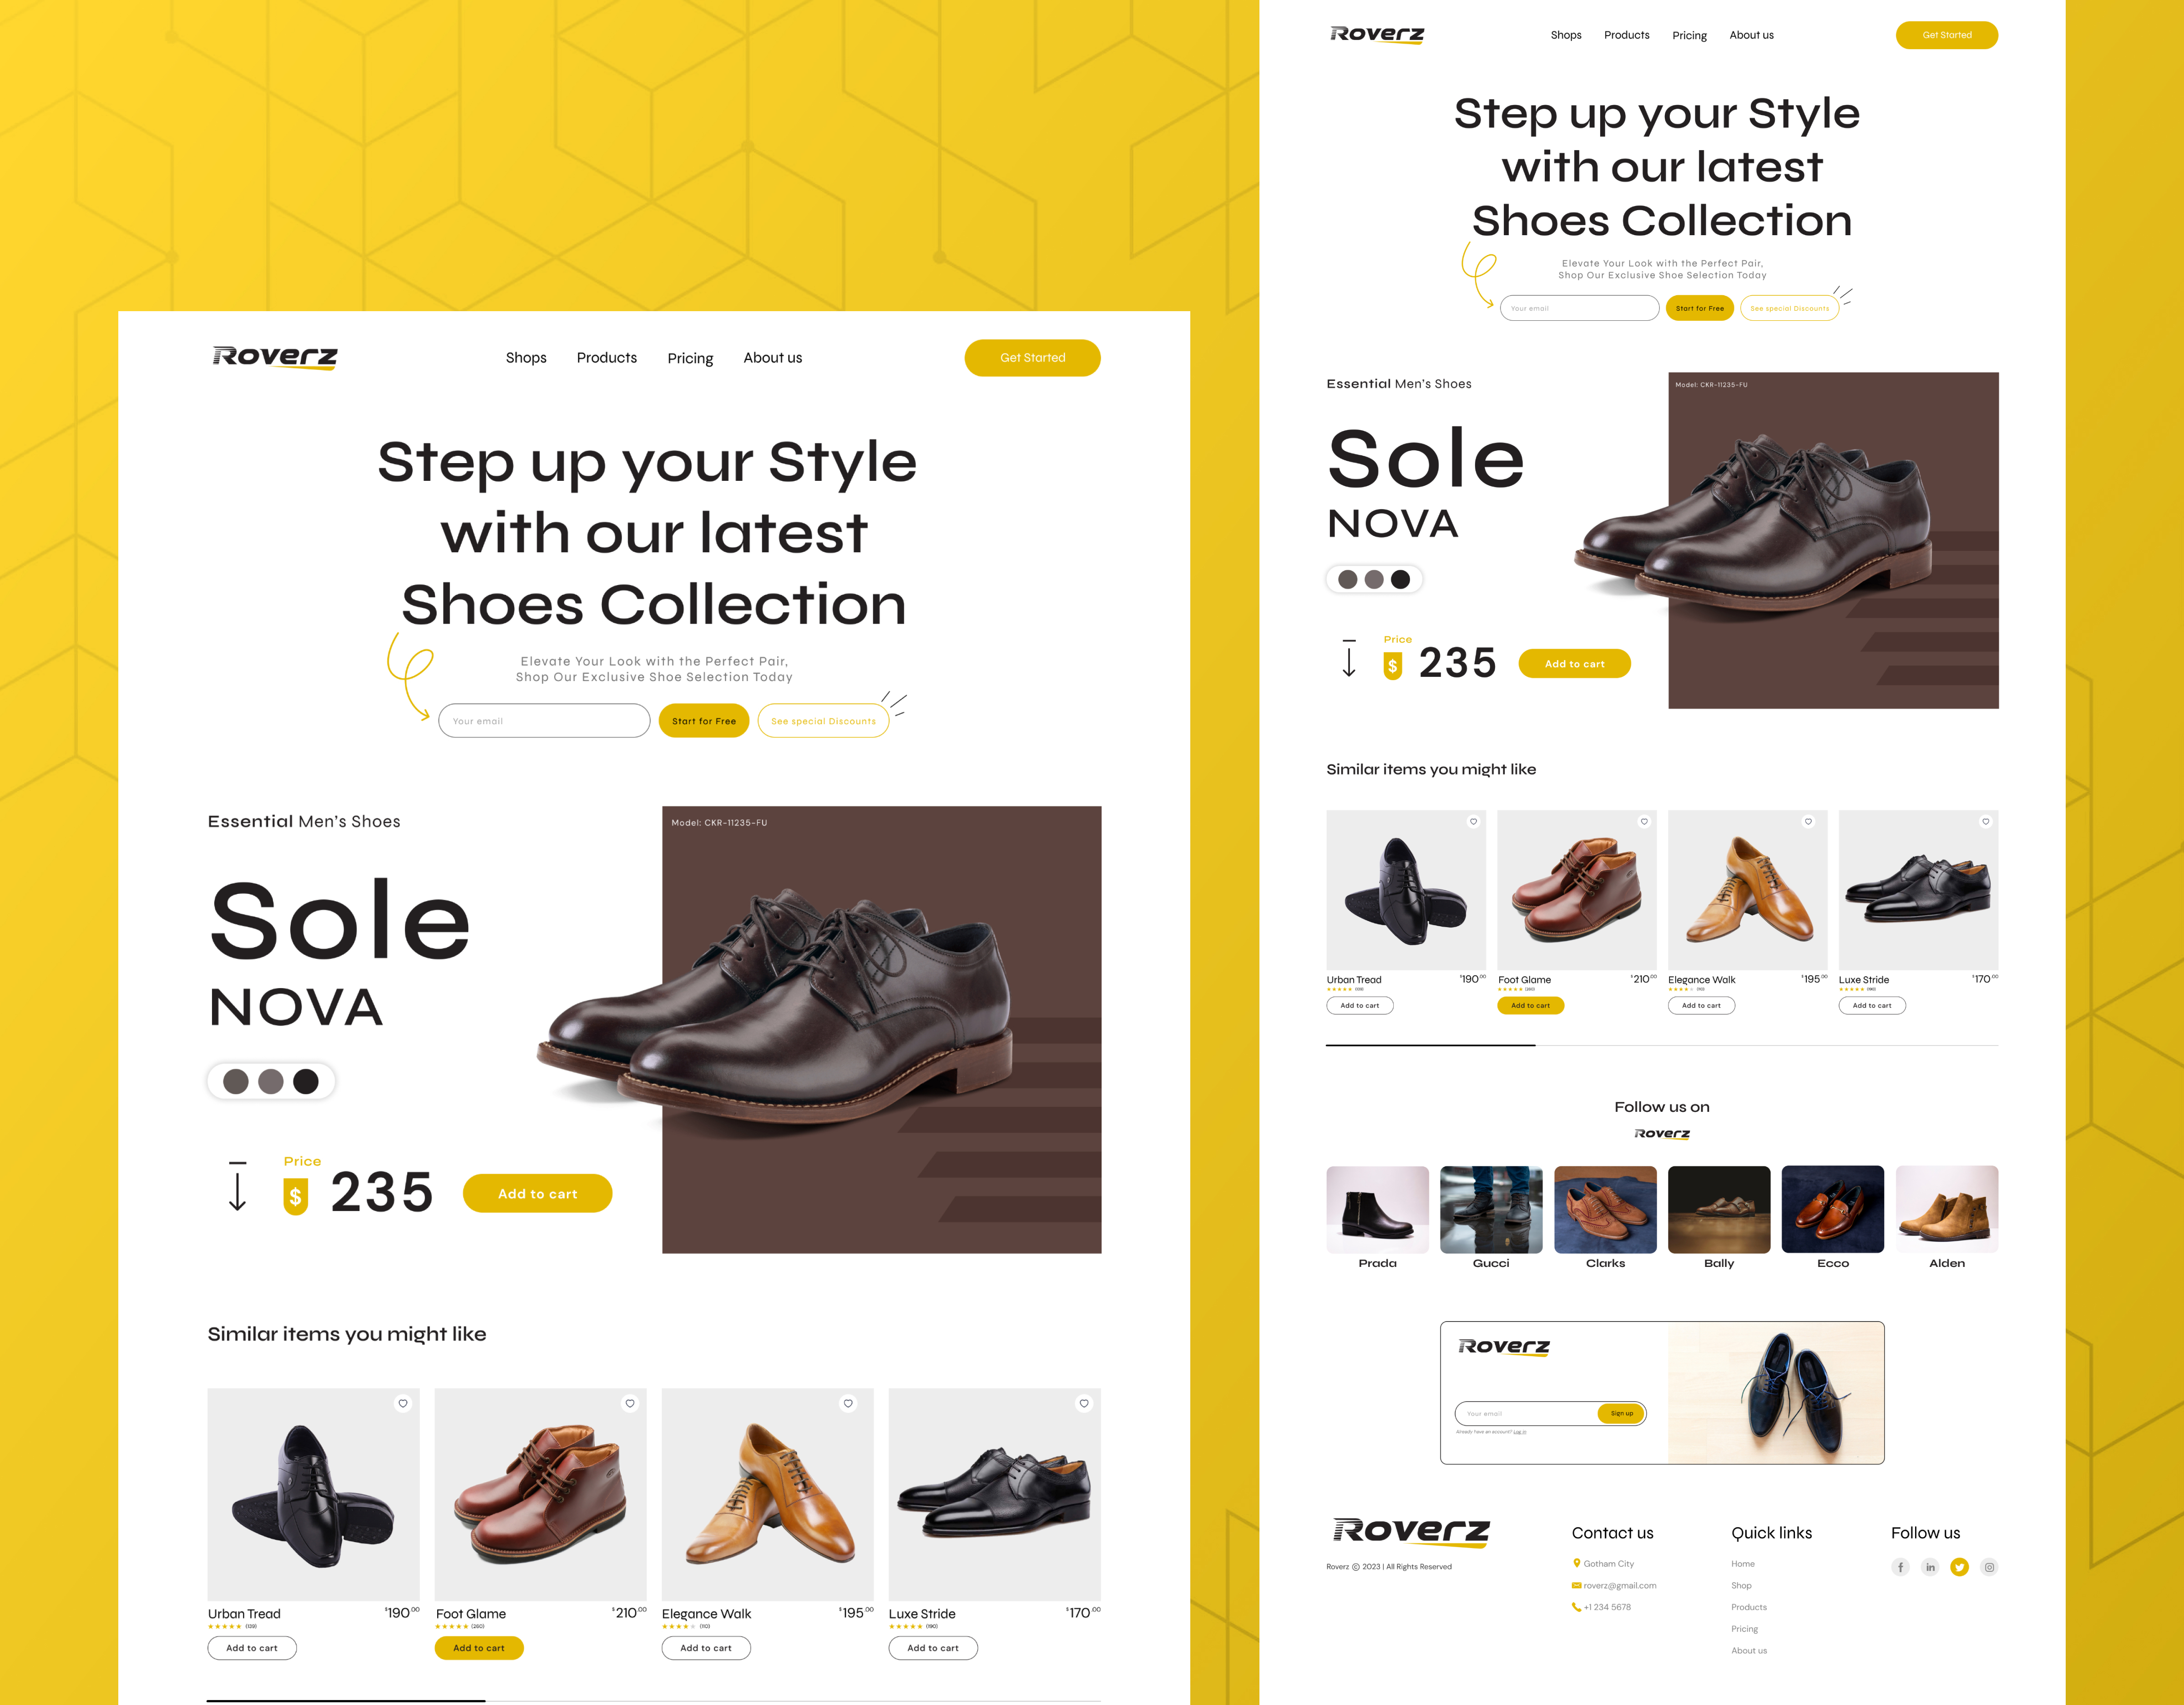 Roverz
Shops Products Pricing About us
Get Started
Step up your Style
with our latest
Shoes Collection
Elevate Your Look with the Perfect Pair,
Shop Our Exclusive Shoe Selection Today
Your email
Start for Free
See special Discounts
Essential Men's Shoes
Model: CKR-11235-FU
Sole
NOVA
Price
$ 235
Add to cart
Similar items you might like
Urban Tread $190.00
(139)
Add to cart
Foot Glame $210.00
(260)
Add to cart
Elegance Walk $195.00
(110)
Add to cart
Luxe Stride $170.00
(190)
Add to cart
Roverz
Shops Products Pricing About us
Get Started
Step up your Style
with our latest
Shoes Collection
Elevate Your Look with the Perfect Pair,
Shop Our Exclusive Shoe Selection Today
Your email
Start for Free
See special Discounts
Essential Men's Shoes
Model: CKR-11235-FU
Sole
NOVA
Price
$ 235
Add to cart
Similar items you might like
Urban Tread $190.00
Add to cart
Foot Glame $210.00
(260)
Add to cart
Elegance Walk $195.00
(110)
Add to cart
Luxe Stride $170.00
(190)
Add to cart
Follow us on
Roverz
Prada
Gucci
Clarks
Bally
Ecco
Alden
Roverz
Your email
Sign up
Already have an account? Log in
Roverz
Roverz © 2023 | All Rights Reserved
Contact us
Gotham City
roverz@gmail.com
+1 234 5678
Quick links
Home
Shop
Products
Pricing
About us
Follow us